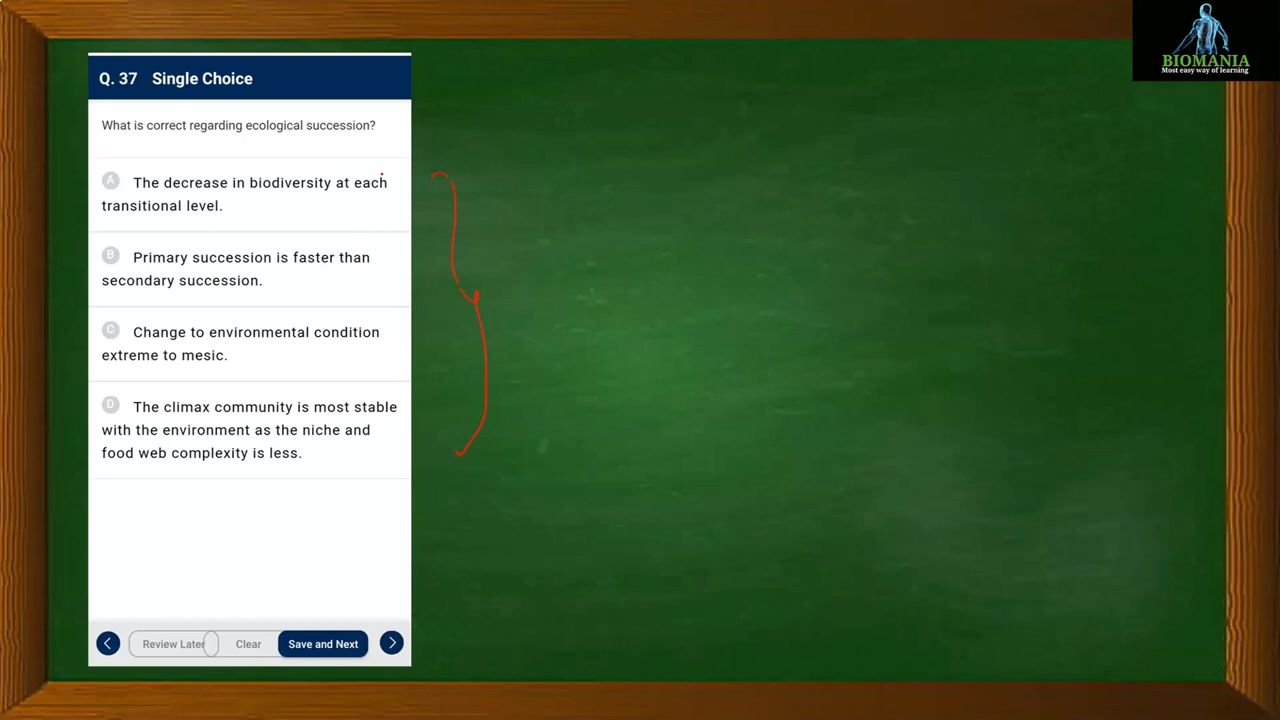 BIOMANIA
Most easy way of learning
Q. 37 Single Choice
What is correct regarding ecological succession?
A The decrease in biodiversity at each
transitional level.
B Primary succession is faster than
secondary succession.
C Change to environmental condition
extreme to mesic.
D The climax community is most stable
with the environment as the niche and
food web complexity is less.
Review Later Clear Save and Next